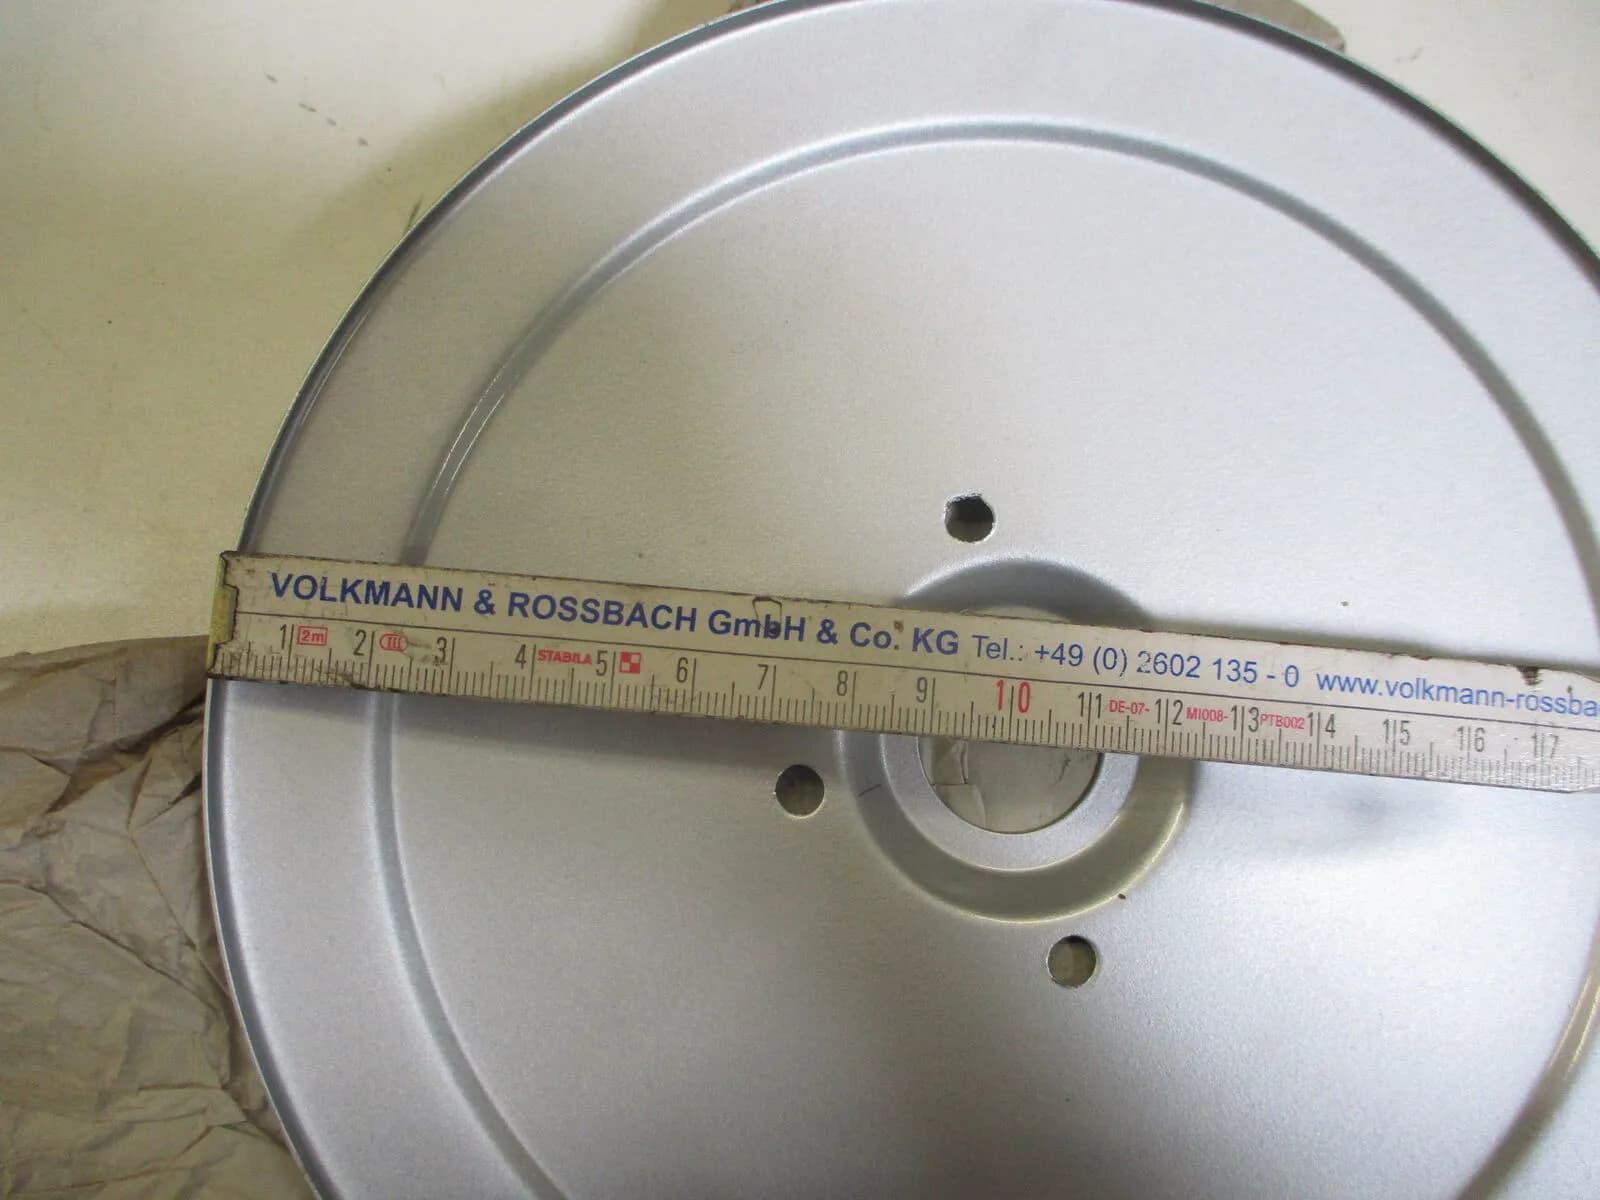 VOLKMANN & ROSSBACH GmbH & Co. KG Tel.: +49 (0) 2602 135 - 0 www.volkmann-rossba
1 2m 2 III 3 4 STABILA 5 6 7 8 9 10 11 DE-07- 12 MI008- 13 PTB002 14 15 16 17